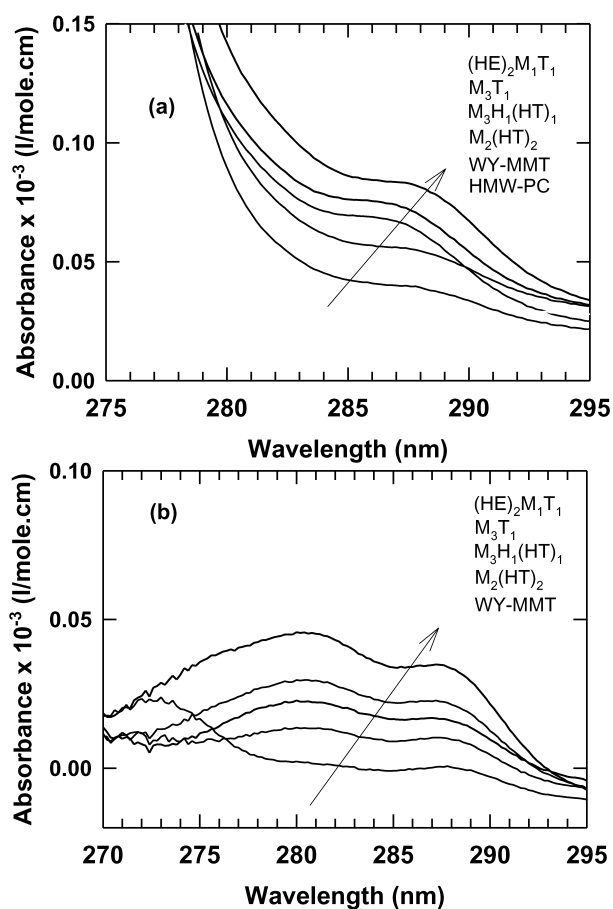 0.15
0.10
0.05
0.00
Absorbance x 10⁻³ (l/mole.cm)
(a)
(HE)₂M₁T₁
M₃T₁
M₃H₁(HT)₁
M₂(HT)₂
WY-MMT
HMW-PC
275 280 285 290 295
Wavelength (nm)
0.10
0.05
0.00
Absorbance x 10⁻³ (l/mole.cm)
(b)
(HE)₂M₁T₁
M₃T₁
M₃H₁(HT)₁
M₂(HT)₂
WY-MMT
270 275 280 285 290 295
Wavelength (nm)